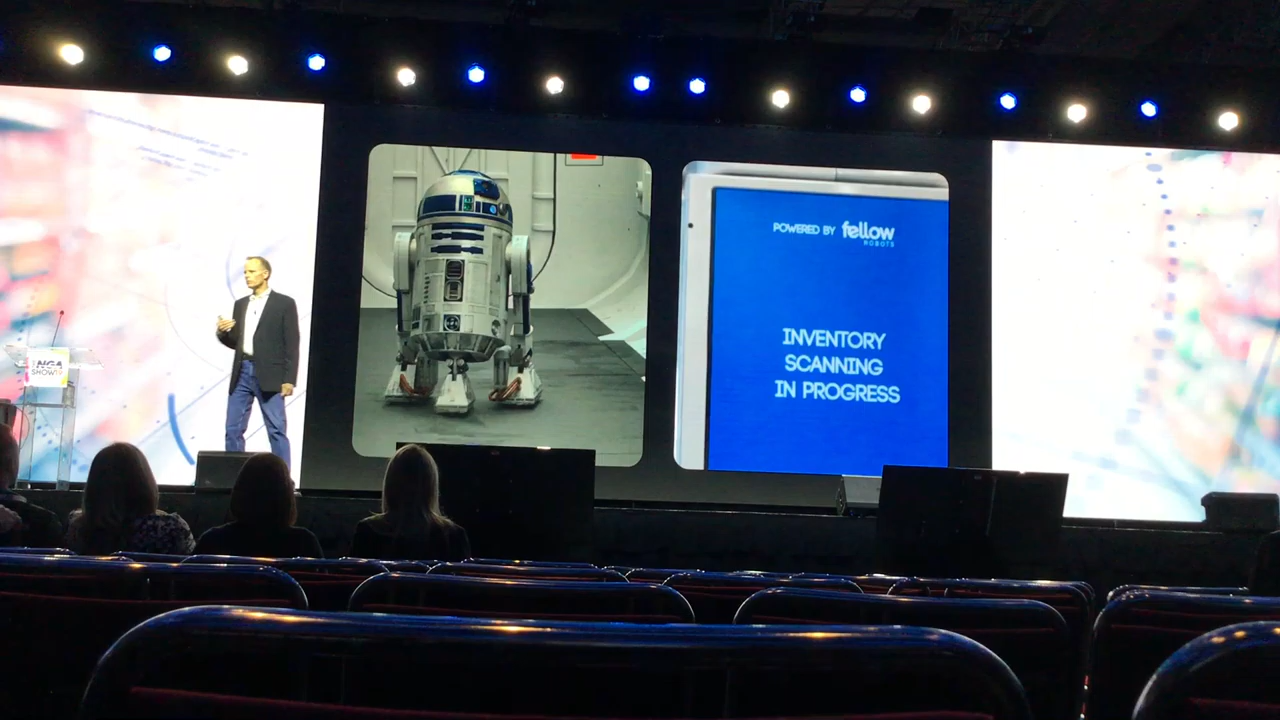 NGA
SHOW
POWERED BY fellow
ROBOTS
INVENTORY
SCANNING
IN PROGRESS